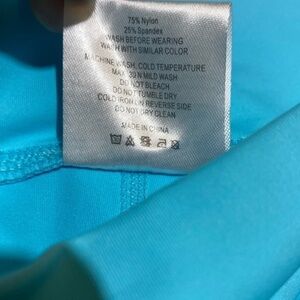 75% Nylon
25% Spandex
WASH BEFORE WEARING
WASH WITH SIMILAR COLOR
MACHINE WASH, COLD TEMPERATURE
MAX 30 N MILD WASH
DO NOT BLEACH
DO NOT TUMBLE DRY
COLD IRON IN REVERSE SIDE
DO NOT DRY CLEAN
MADE IN CHINA